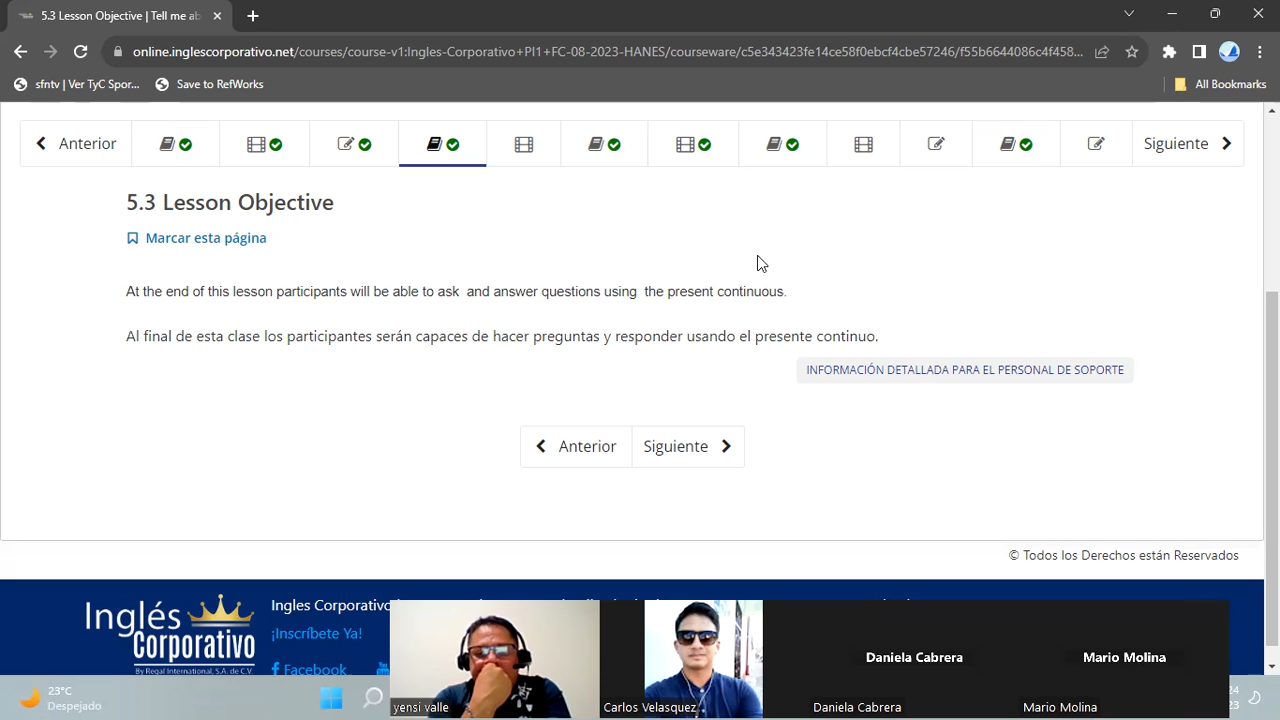 5.3 Lesson Objective | Tell me ab
online.inglescorporativo.net/courses/course-v1:Ingles-Corporativo+PI1+FC-08-2023-HANES/courseware/c5e343423fe14ce58f0ebcf4cbe57246/f55b6644086c4f458...
sfntv | Ver TyC Spor...
Save to RefWorks
All Bookmarks
Anterior
Siguiente
5.3 Lesson Objective
Marcar esta página
At the end of this lesson participants will be able to ask and answer questions using the present continuous.
Al final de esta clase los participantes serán capaces de hacer preguntas y responder usando el presente continuo.
INFORMACIÓN DETALLADA PARA EL PERSONAL DE SOPORTE
Anterior
Siguiente
© Todos los Derechos están Reservados
Inglés
Corporativo
By Regal International, S.A. de C.V.
Ingles Corporativo
¡Inscríbete Ya!
Facebook
Daniela Cabrera
Mario Molina
yensi valle
Carlos Velasquez
Daniela Cabrera
Mario Molina
23°C
Despejado
24
23